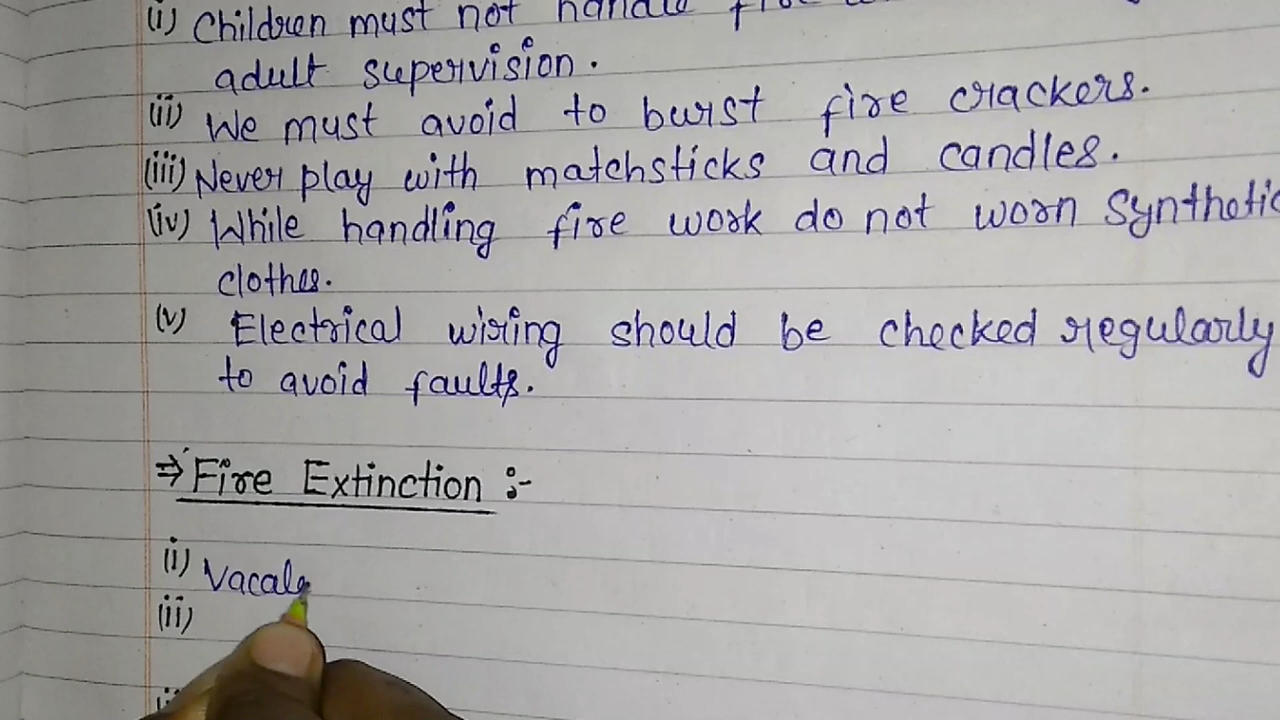 (i) Children must not handle
adult supervision.
(ii) We must avoid to burst fire crackers.
(iii) Never play with matchsticks and candles.
(iv) While handling fire work do not worn Synthetic
clothes.
(v) Electrical wiring should be checked regularly
to avoid faults.
⇒ Fire Extinction :-
(i) Vacate
(ii)